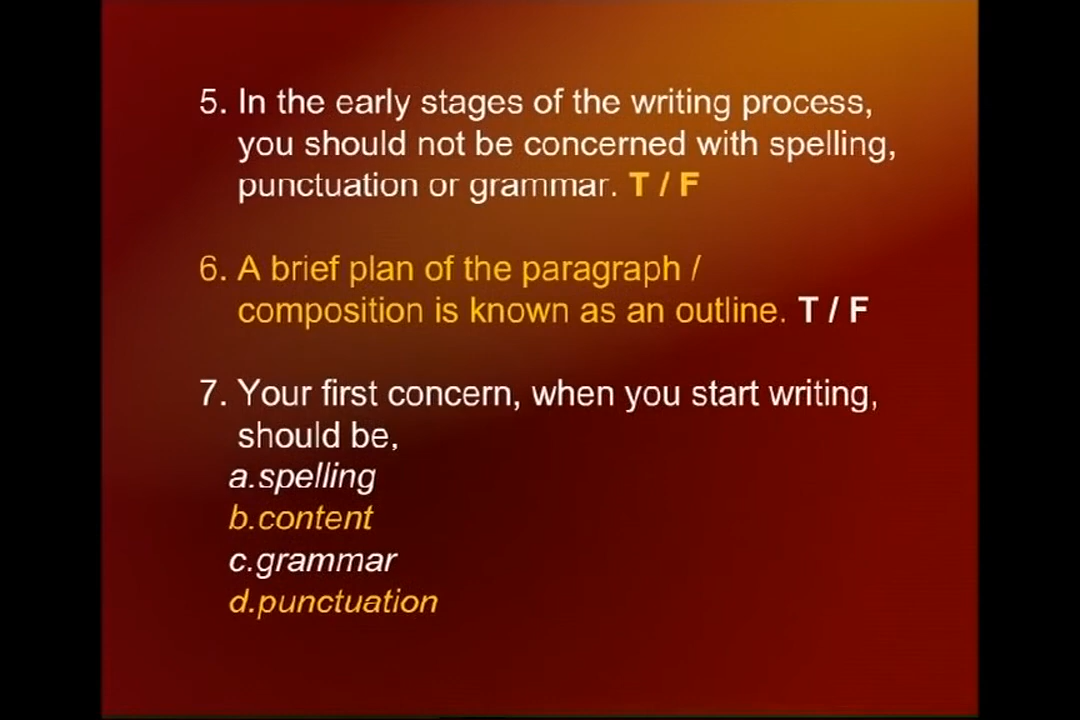 5. In the early stages of the writing process,
you should not be concerned with spelling,
punctuation or grammar. T / F
6. A brief plan of the paragraph /
composition is known as an outline. T / F
7. Your first concern, when you start writing,
should be,
a.spelling
b.content
c.grammar
d.punctuation